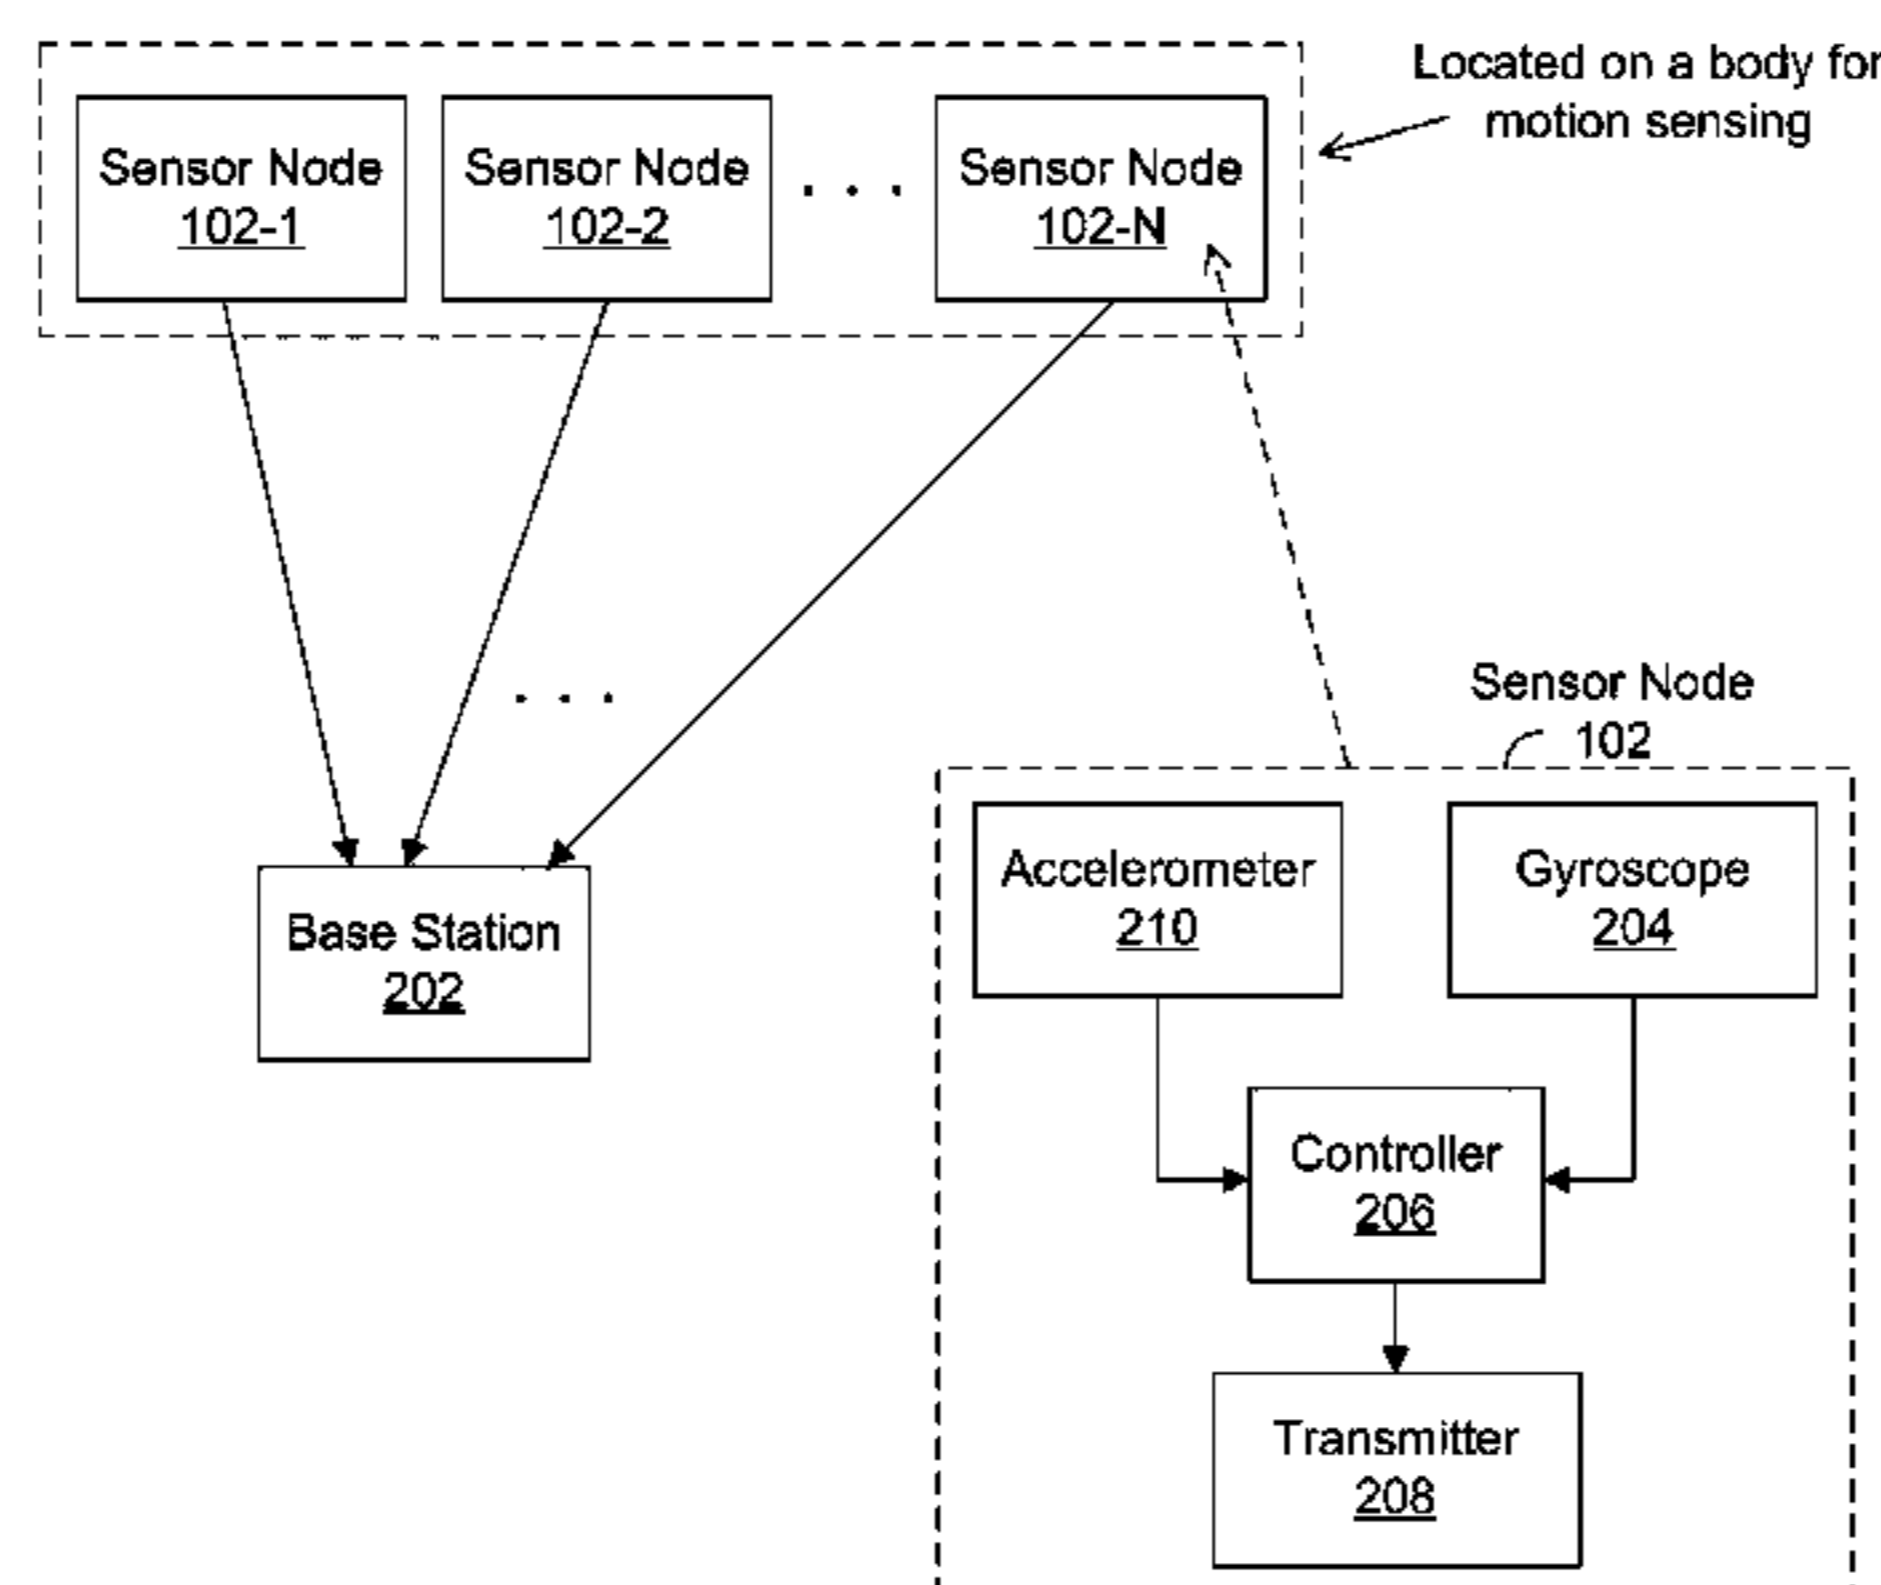 Located on a body for
motion sensing
Sensor Node
102-1
Sensor Node
102-2
. . .
Sensor Node
102-N
. . .
Sensor Node
102
Base Station
202
Accelerometer
210
Gyroscope
204
Controller
206
Transmitter
208